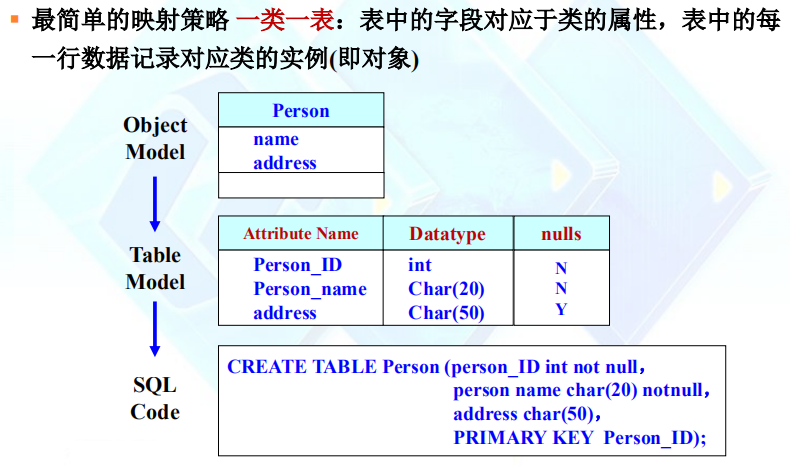 最简单的映射策略 一类一表：表中的字段对应于类的属性，表中的每
一行数据记录对应类的实例(即对象)
Object
Model
Person
name
address
Table
Model
Attribute Name Datatype nulls
Person_ID int N
Person_name Char(20) N
address Char(50) Y
SQL
Code
CREATE TABLE Person (person_ID int not null，
person name char(20) notnull，
address char(50)，
PRIMARY KEY Person_ID);